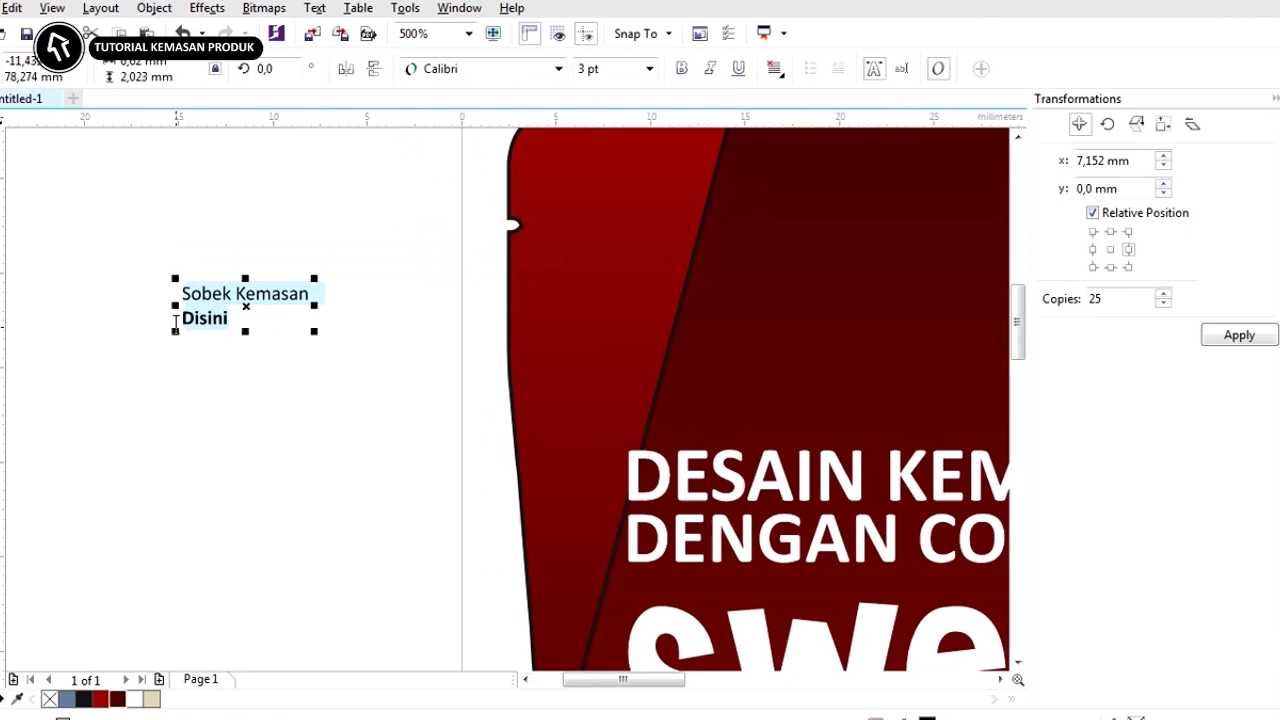 Edit View Layout Object Effects Bitmaps Text Table Tools Window Help
TUTORIAL KEMASAN PRODUK
500% Snap To
78,274 mm 2,023 mm 0,0 ° Calibri 3 pt
ntitled-1
20 15 10 5 0 5 10 15 20 25 millimeters
Transformations
x: 7,152 mm
y: 0,0 mm
Relative Position
Copies: 25
Apply
Sobek Kemasan
Disini
DESAIN KEM
DENGAN CO
swe
1 of 1 Page 1